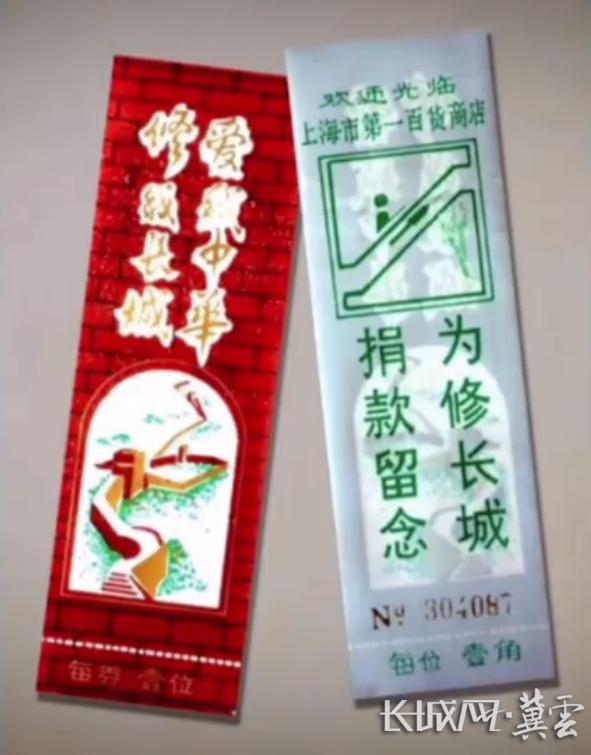 爱我中华
修我长城
每券 壹位
欢迎光临
上海市第一百货商店
为修长城
捐款留念
№ 304087
每位 壹角
长城网·冀云